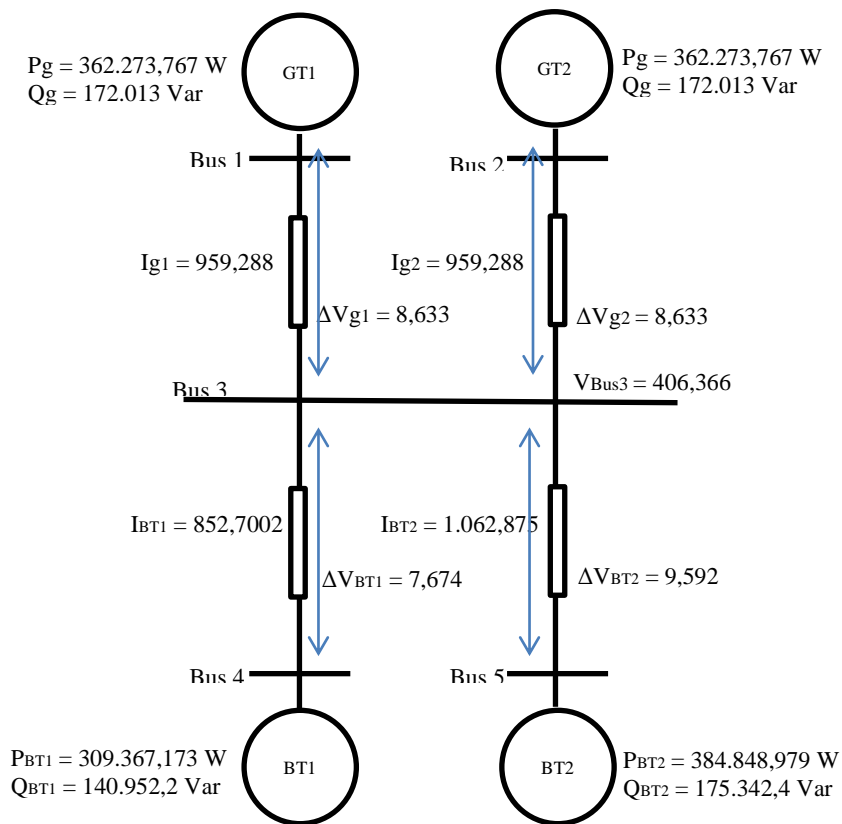 GT1
Pg = 362.273,767 W
Qg = 172.013 Var
GT2
Pg = 362.273,767 W
Qg = 172.013 Var
Bus 1
Bus 2
Ig1 = 959,288
Ig2 = 959,288
ΔVg1 = 8,633
ΔVg2 = 8,633
Bus 3
VBus3 = 406,366
IBT1 = 852,7002
IBT2 = 1.062,875
ΔVBT1 = 7,674
ΔVBT2 = 9,592
Bus 4
Bus 5
PBT1 = 309.367,173 W
QBT1 = 140.952,2 Var
BT1
BT2
PBT2 = 384.848,979 W
QBT2 = 175.342,4 Var